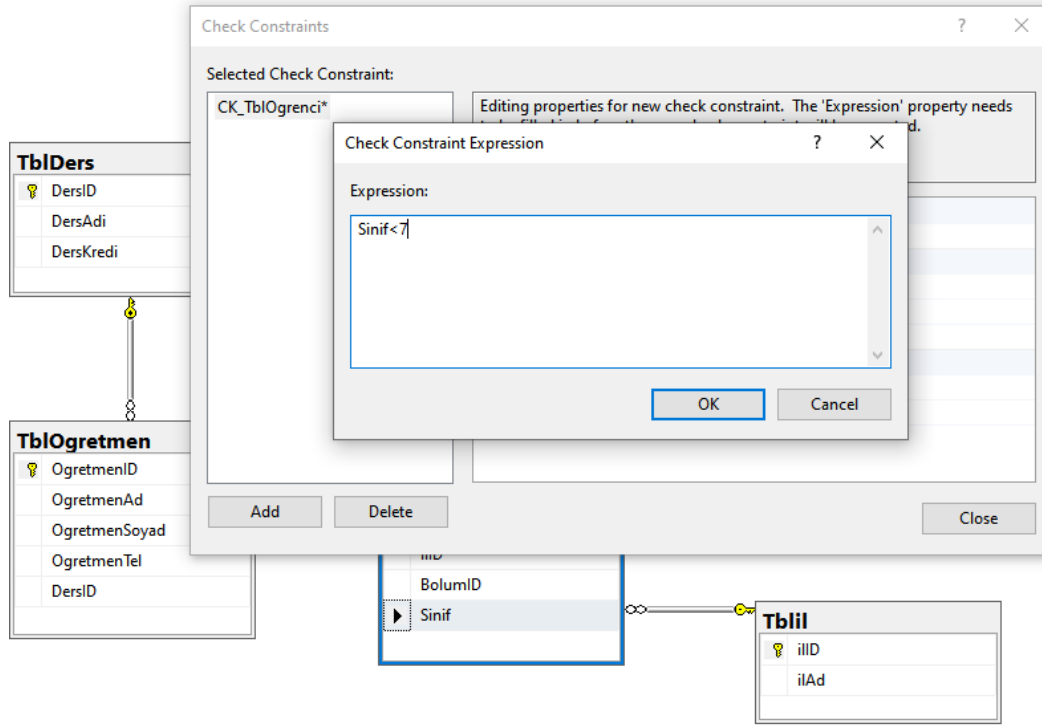 Check Constraints
Selected Check Constraint:
CK_TblOgrenci*
Editing properties for new check constraint. The 'Expression' property needs
d.
Check Constraint Expression
Expression:
Sinif<7
OK
Cancel
Add
Delete
Close
TblDers
DersID
DersAdi
DersKredi
TblOgretmen
OgretmenID
OgretmenAd
OgretmenSoyad
OgretmenTel
DersID
BolumID
Sinif
Tblil
ilID
ilAd